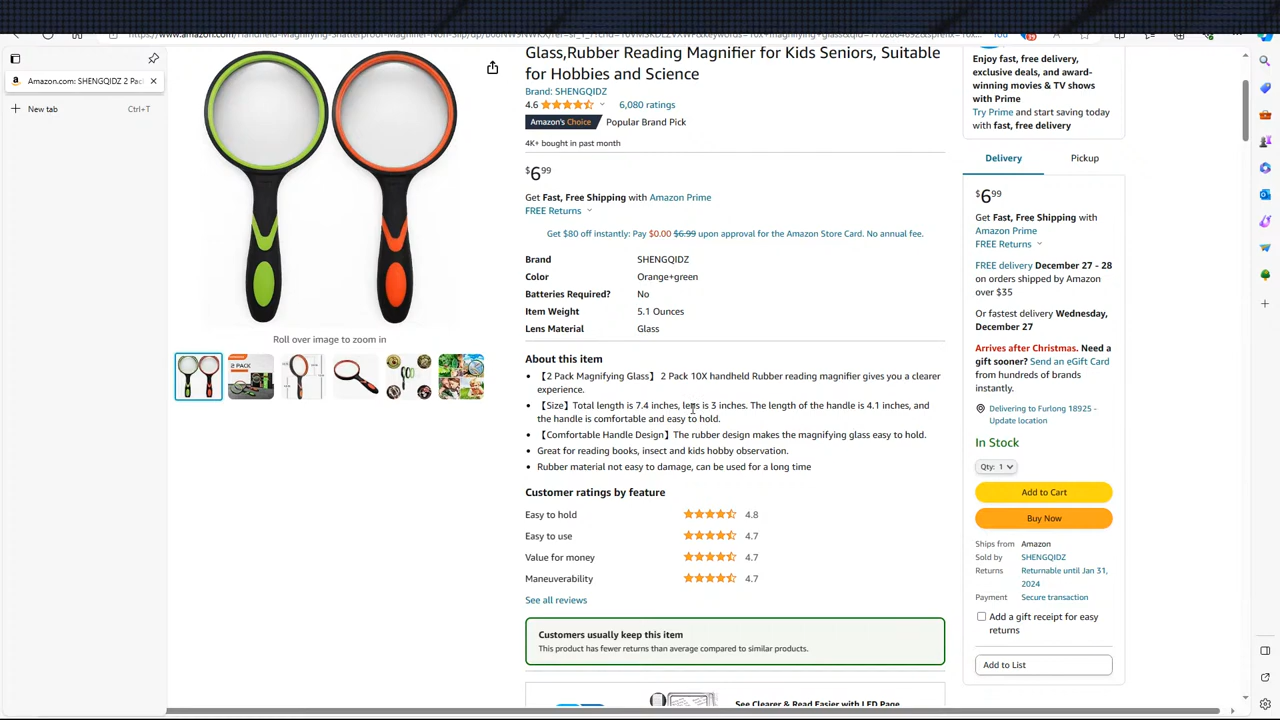 Amazon.com: SHENGQIDZ 2 Pac
New tab
Ctrl+T
Roll over image to zoom in
Glass,Rubber Reading Magnifier for Kids Seniors, Suitable
for Hobbies and Science
Brand: SHENGQIDZ
4.6
6,080 ratings
Amazon's Choice
Popular Brand Pick
4K+ bought in past month
$6.99
Get Fast, Free Shipping with Amazon Prime
FREE Returns
Get $80 off instantly: Pay $0.00 $6.99 upon approval for the Amazon Store Card. No annual fee.
Brand SHENGQIDZ
Color Orange+green
Batteries Required? No
Item Weight 5.1 Ounces
Lens Material Glass
About this item
【2 Pack Magnifying Glass】 2 Pack 10X handheld Rubber reading magnifier gives you a clearer
experience.
【Size】Total length is 7.4 inches, lens is 3 inches. The length of the handle is 4.1 inches, and
the handle is comfortable and easy to hold.
【Comfortable Handle Design】The rubber design makes the magnifying glass easy to hold.
Great for reading books, insect and kids hobby observation.
Rubber material not easy to damage, can be used for a long time
Customer ratings by feature
Easy to hold 4.8
Easy to use 4.7
Value for money 4.7
Maneuverability 4.7
See all reviews
Customers usually keep this item
This product has fewer returns than average compared to similar products.
See Clearer & Read Easier with LED Page
Enjoy fast, free delivery,
exclusive deals, and award-
winning movies & TV shows
with Prime
Try Prime and start saving today
with fast, free delivery
Delivery
Pickup
$6.99
Get Fast, Free Shipping with
Amazon Prime
FREE Returns
FREE delivery December 27 - 28
on orders shipped by Amazon
over $35
Or fastest delivery Wednesday,
December 27
Arrives after Christmas. Need a
gift sooner? Send an eGift Card
from hundreds of brands
instantly.
Delivering to Furlong 18925 -
Update location
In Stock
Qty: 1
Add to Cart
Buy Now
Ships from Amazon
Sold by SHENGQIDZ
Returns Returnable until Jan 31,
2024
Payment Secure transaction
Add a gift receipt for easy
returns
Add to List